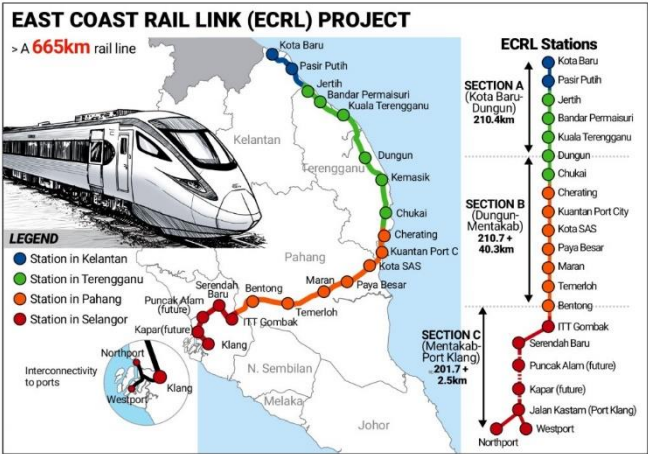 EAST COAST RAIL LINK (ECRL) PROJECT
> A 665km rail line
Kota Baru
Pasir Putih
Jertih
Bandar Permaisuri
Kuala Terengganu
Kelantan
Terengganu
Dungun
Kemasik
Chukai
Cherating
Kuantan Port C
Kota SAS
Pahang
Paya Besar
Maran
Temerloh
Bentong
Serendah
Baru
Puncak Alam
(future)
ITT Gombak
Kapar(future)
Klang
N. Sembilan
Melaka
Johor
LEGEND
Station in Kelantan
Station in Terengganu
Station in Pahang
Station in Selangor
Interconnectivity
to ports
Northport
Westport
Klang
ECRL Stations
SECTION A
(Kota Baru-
Dungun)
210.4km
SECTION B
(Dungun-
Mentakab)
210.7 +
40.3km
SECTION C
(Mentakab-
Port Klang)
201.7 +
2.5km
Kota Baru
Pasir Putih
Jertih
Bandar Permaisuri
Kuala Terengganu
Dungun
Chukai
Cherating
Kuantan Port City
Kota SAS
Paya Besar
Maran
Temerloh
Bentong
ITT Gombak
Serendah Baru
Puncak Alam (future)
Kapar (future)
Jalan Kastam (Port Klang)
Westport
Northport